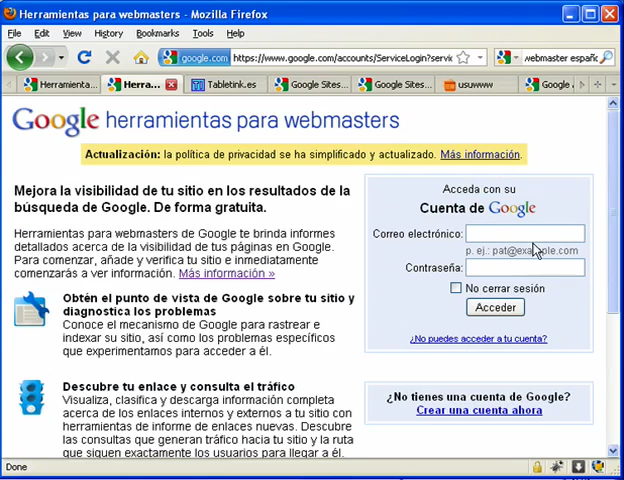 Herramientas para webmasters - Mozilla Firefox
File Edit View History Bookmarks Tools Help
google.com https://www.google.com/accounts/ServiceLogin?servi webmaster español
Herramienta... Herra... Tabletink.es Google Sites... Google Sites... usuwww Google
Google herramientas para webmasters
Actualización: la política de privacidad se ha simplificado y actualizado. Más información.
Mejora la visibilidad de tu sitio en los resultados de la
búsqueda de Google. De forma gratuita.
Herramientas para webmasters de Google te brinda informes
detallados acerca de la visibilidad de tus páginas en Google.
Para comenzar, añade y verifica tu sitio e inmediatamente
comenzarás a ver información. Más información »
Obtén el punto de vista de Google sobre tu sitio y
diagnostica los problemas
Conoce el mecanismo de Google para rastrear e
indexar su sitio, así como los problemas específicos
que experimentamos para acceder a él.
Descubre tu enlace y consulta el tráfico
Visualiza, clasifica y descarga información completa
acerca de los enlaces internos y externos a tu sitio con
herramientas de informe de enlaces nuevas. Descubre
las consultas que generan tráfico hacia tu sitio y la ruta
que siguen exactamente los usuarios para llegar a él.
Acceda con su
Cuenta de Google
Correo electrónico:
p. ej.: pat@example.com
Contraseña:
No cerrar sesión
Acceder
¿No puedes acceder a tu cuenta?
¿No tienes una cuenta de Google?
Crear una cuenta ahora
Done